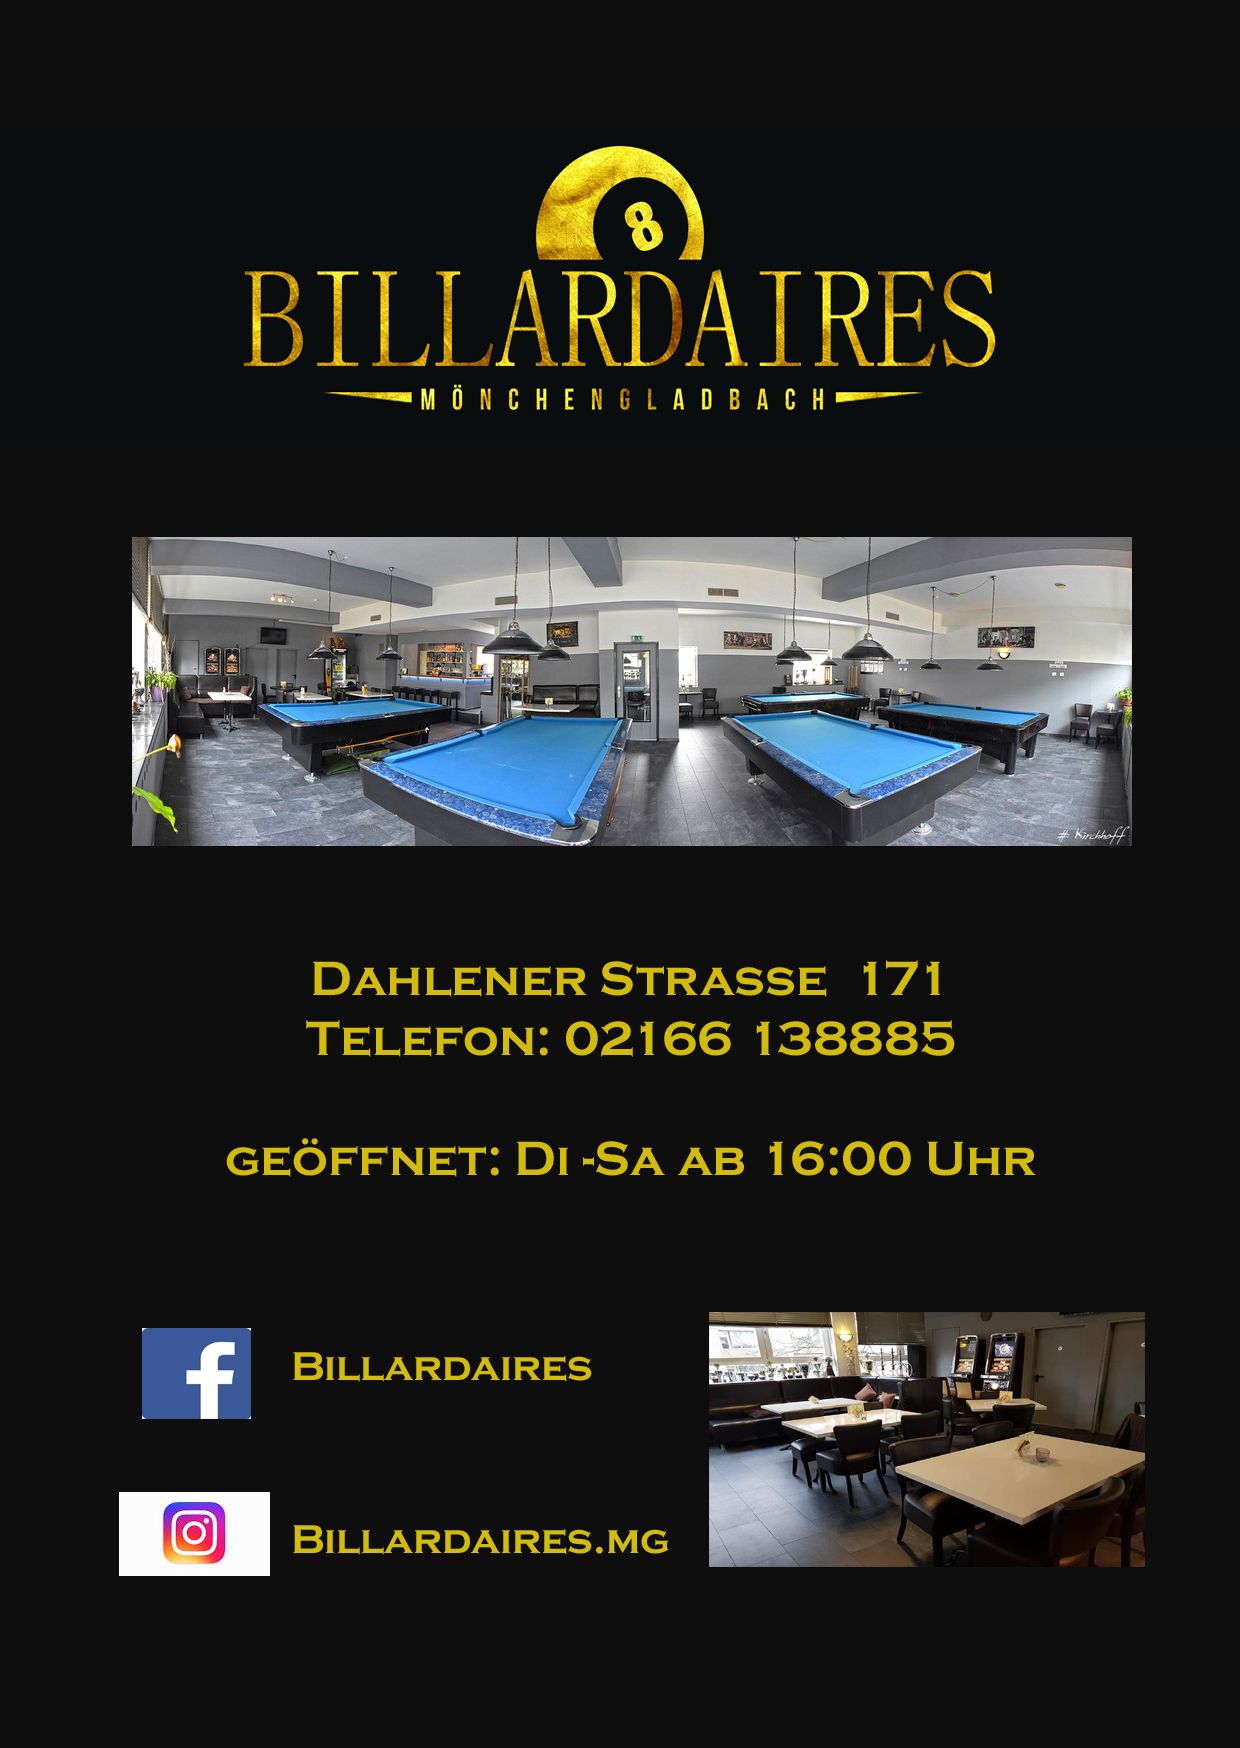 8
BILLARDAIRES
MÖNCHENGLADBACH
# Kirchhoff
Dahlener Strasse 171
Telefon: 02166 138885
geöffnet: Di -Sa ab 16:00 Uhr
f
Billardaires
Billardaires.mg